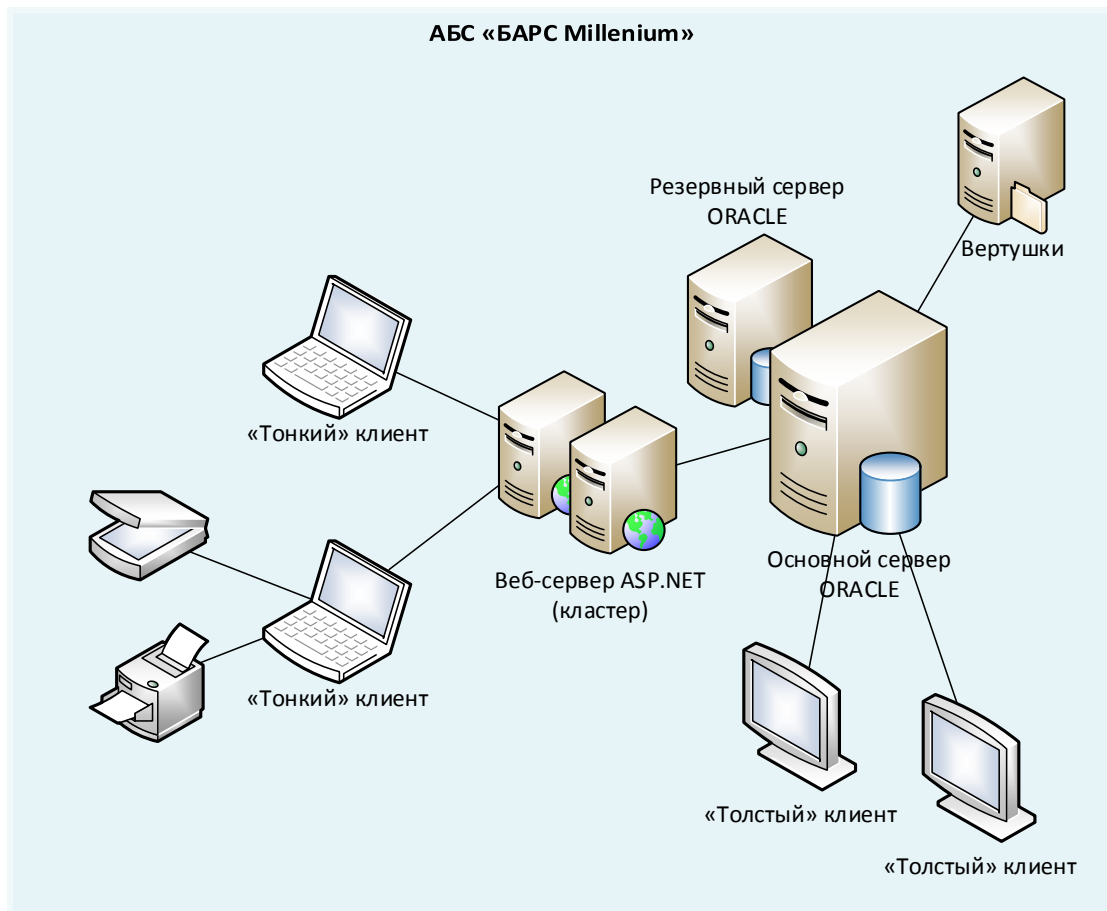 АБС «БАРС Millenium»
Резервный сервер
ORACLE
Вертушки
«Тонкий» клиент
Веб-сервер ASP.NET
(кластер)
Основной сервер
ORACLE
«Тонкий» клиент
«Толстый» клиент
«Толстый» клиент